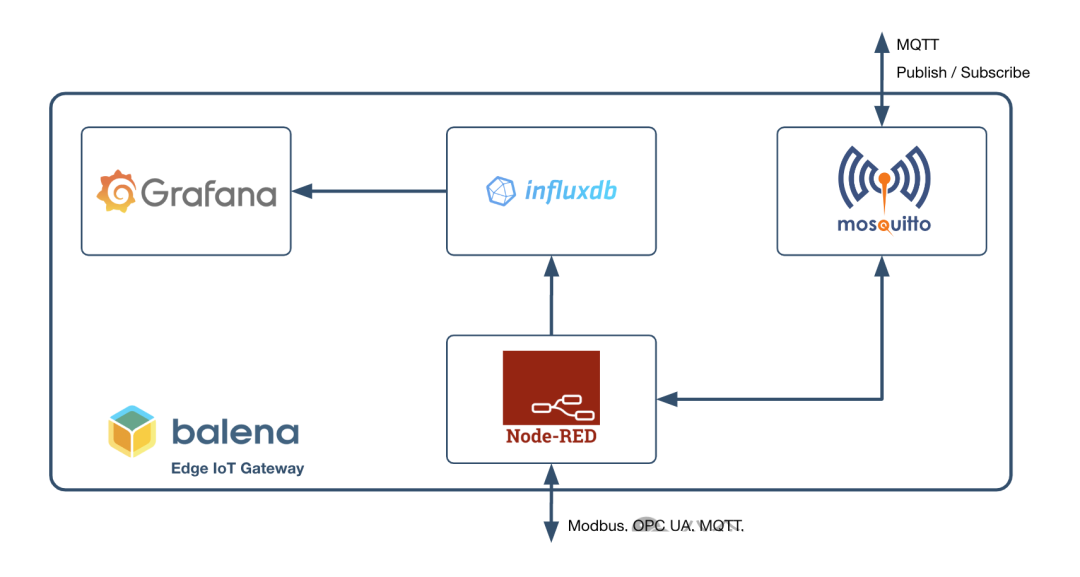 MQTT
Publish / Subscribe
Grafana
influxdb
mosquitto
Node-RED
balena
Edge IoT Gateway
Modbus, OPC UA, MQTT,